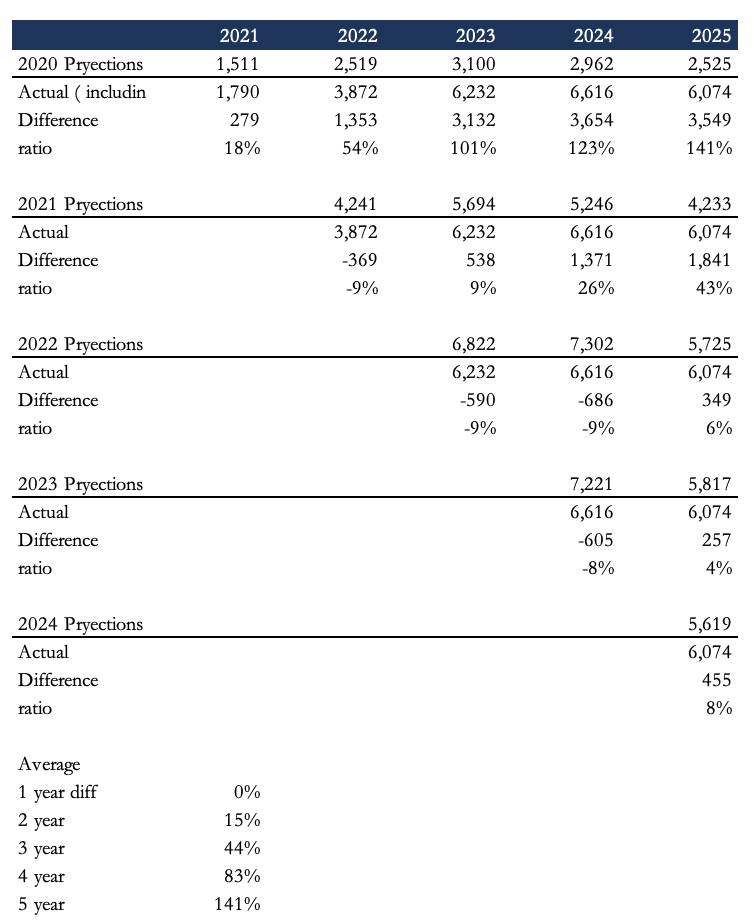 2021 2022 2023 2024 2025
2020 Pryections 1,511 2,519 3,100 2,962 2,525
Actual ( includin 1,790 3,872 6,232 6,616 6,074
Difference 279 1,353 3,132 3,654 3,549
ratio 18% 54% 101% 123% 141%
2021 Pryections 4,241 5,694 5,246 4,233
Actual 3,872 6,232 6,616 6,074
Difference -369 538 1,371 1,841
ratio -9% 9% 26% 43%
2022 Pryections 6,822 7,302 5,725
Actual 6,232 6,616 6,074
Difference -590 -686 349
ratio -9% -9% 6%
2023 Pryections 7,221 5,817
Actual 6,616 6,074
Difference -605 257
ratio -8% 4%
2024 Pryections 5,619
Actual 6,074
Difference 455
ratio 8%
Average
1 year diff 0%
2 year 15%
3 year 44%
4 year 83%
5 year 141%